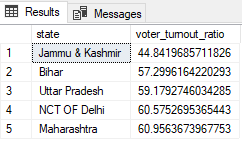 Results Messages
state voter_turnout_ratio
1 Jammu & Kashmir 44.8419685711826
2 Bihar 57.2996164220293
3 Uttar Pradesh 59.1792746034285
4 NCT OF Delhi 60.5752695365443
5 Maharashtra 60.9563673967753